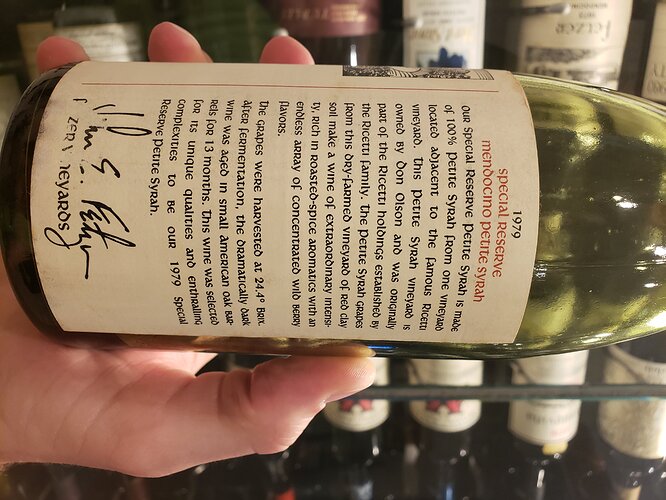 1979
special reserve
mendocino petite syrah
Our Special Reserve Petite Syrah is made
of 100% Petite Syrah from one vineyard
located adjacent to the famous Ricetti
vineyard. This Petite Syrah vineyard is
owned by Don Olson and was originally
part of the Ricetti holdings established by
the Ricetti family. The Petite Syrah grapes
from this dry-farmed vineyard of red clay
soil make a wine of extraordinary intensi-
ty, rich in roasted-spice aromatics with an
endless array of concentrated wild berry
flavors.
The grapes were harvested at 24.4° Brix.
After fermentation, the dramatically dark
wine was aged in small American oak bar-
rels for 13 months. This wine was selected
for its unique qualities and enthralling
complexities to be our 1979 Special
Reserve Petite Syrah.
Fetzer